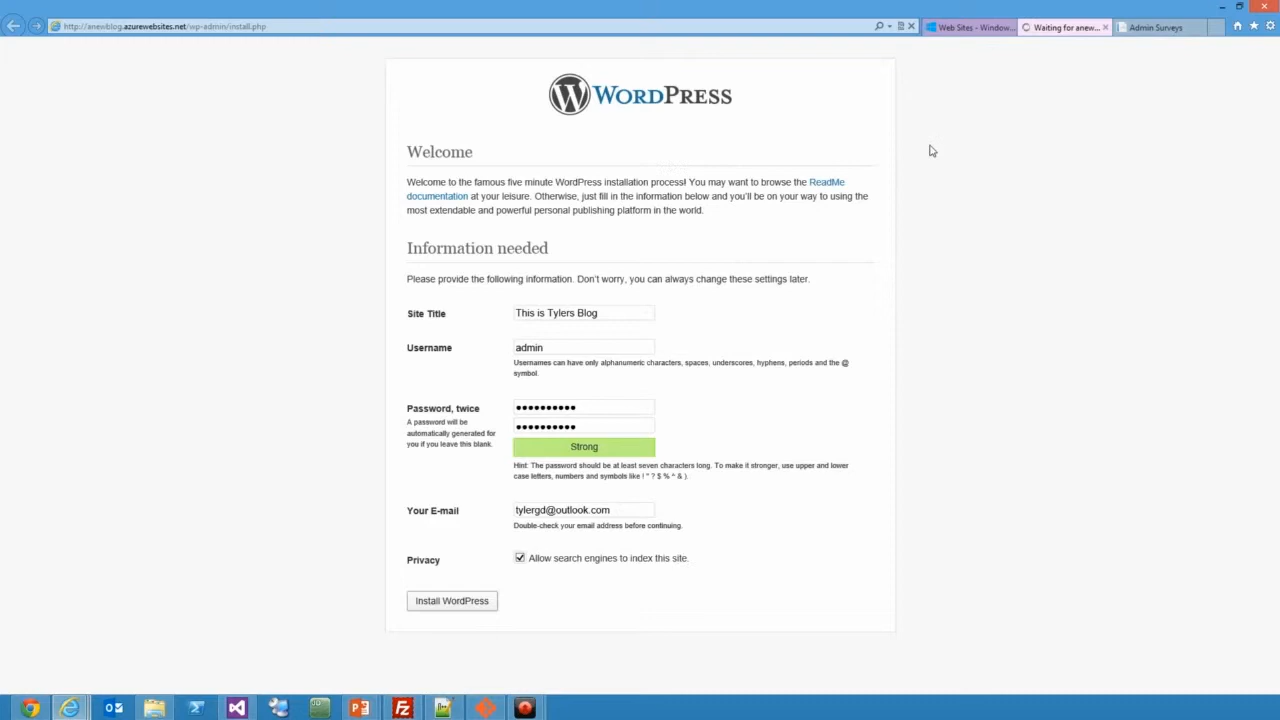 http://anewblog.azurewebsites.net/wp-admin/install.php
Web Sites - Window...
Waiting for anew...
Admin Surveys
WORDPRESS
Welcome
Welcome to the famous five minute WordPress installation process! You may want to browse the ReadMe
documentation at your leisure. Otherwise, just fill in the information below and you'll be on your way to using the
most extendable and powerful personal publishing platform in the world.
Information needed
Please provide the following information. Don't worry, you can always change these settings later.
Site Title
This is Tylers Blog
Username
admin
Usernames can have only alphanumeric characters, spaces, underscores, hyphens, periods and the @
symbol.
Password, twice
A password will be
automatically generated for
you if you leave this blank.
●●●●●●●●●●
●●●●●●●●●●
Strong
Hint: The password should be at least seven characters long. To make it stronger, use upper and lower
case letters, numbers and symbols like ! " ? $ % ^ & ).
Your E-mail
tylergd@outlook.com
Double-check your email address before continuing.
Privacy
Allow search engines to index this site.
Install WordPress